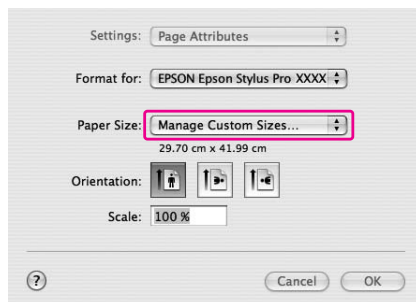 Settings: Page Attributes
Format for: EPSON Epson Stylus Pro XXXX
Paper Size: Manage Custom Sizes...
29.70 cm x 41.99 cm
Orientation:
Scale: 100 %
? Cancel OK